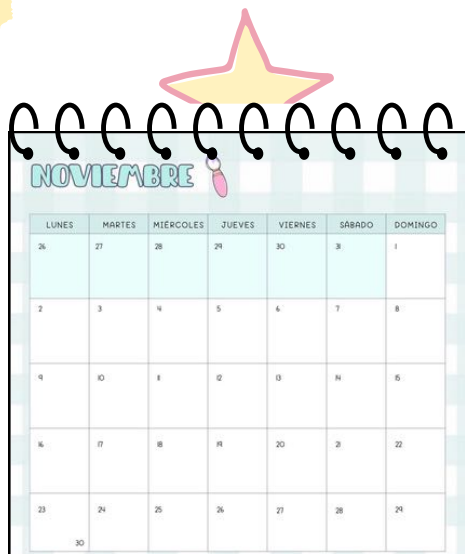 NOVIEMBRE
LUNES MARTES MIÉRCOLES JUEVES VIERNES SÁBADO DOMINGO
26 27 28 29 30 31 1
2 3 4 5 6 7 8
9 10 11 12 13 14 15
16 17 18 19 20 21 22
23 24 25 26 27 28 29
30